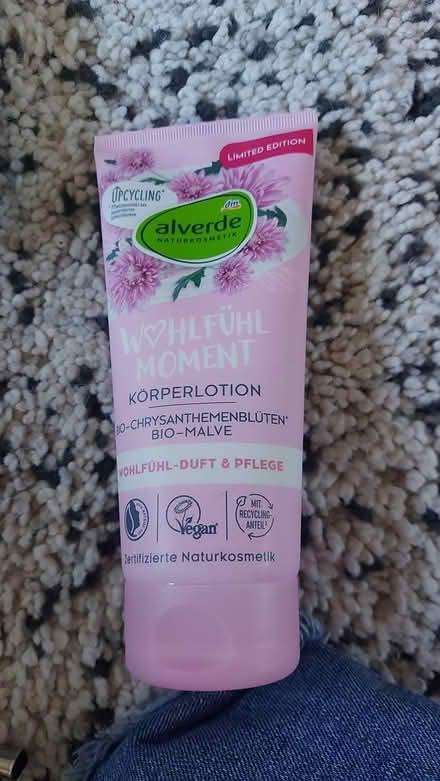 LIMITED EDITION
UPCYCLING*
dm
alverde
NATURKOSMETIK
WOHLFÜHL
MOMENT
KÖRPERLOTION
BIO-CHRYSANTHEMENBLÜTEN*
BIO-MALVE
WOHLFÜHL-DUFT & PFLEGE
Vegan
MIT
RECYCLING-
ANTEIL
Zertifizierte Naturkosmetik